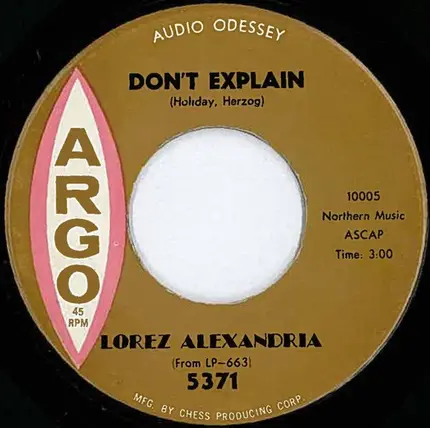 AUDIO ODESSEY
DON'T EXPLAIN
(Holiday, Herzog)
ARGO
45
RPM
10005
Northern Music
ASCAP
Time: 3:00
LOREZ ALEXANDRIA
(From LP-663)
5371
MFG. BY CHESS PRODUCING CORP.